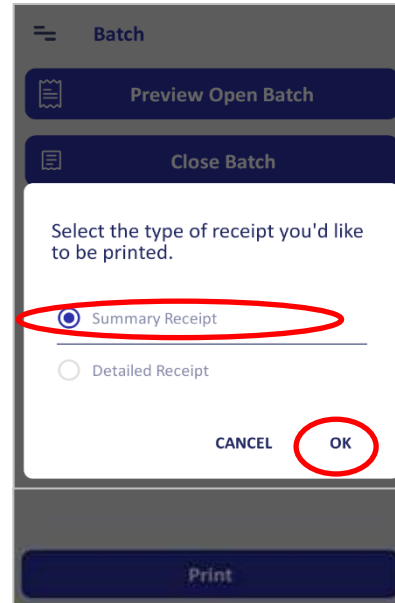 Batch
Preview Open Batch
Close Batch
Select the type of receipt you'd like
to be printed.
Summary Receipt
Detailed Receipt
CANCEL OK
Print